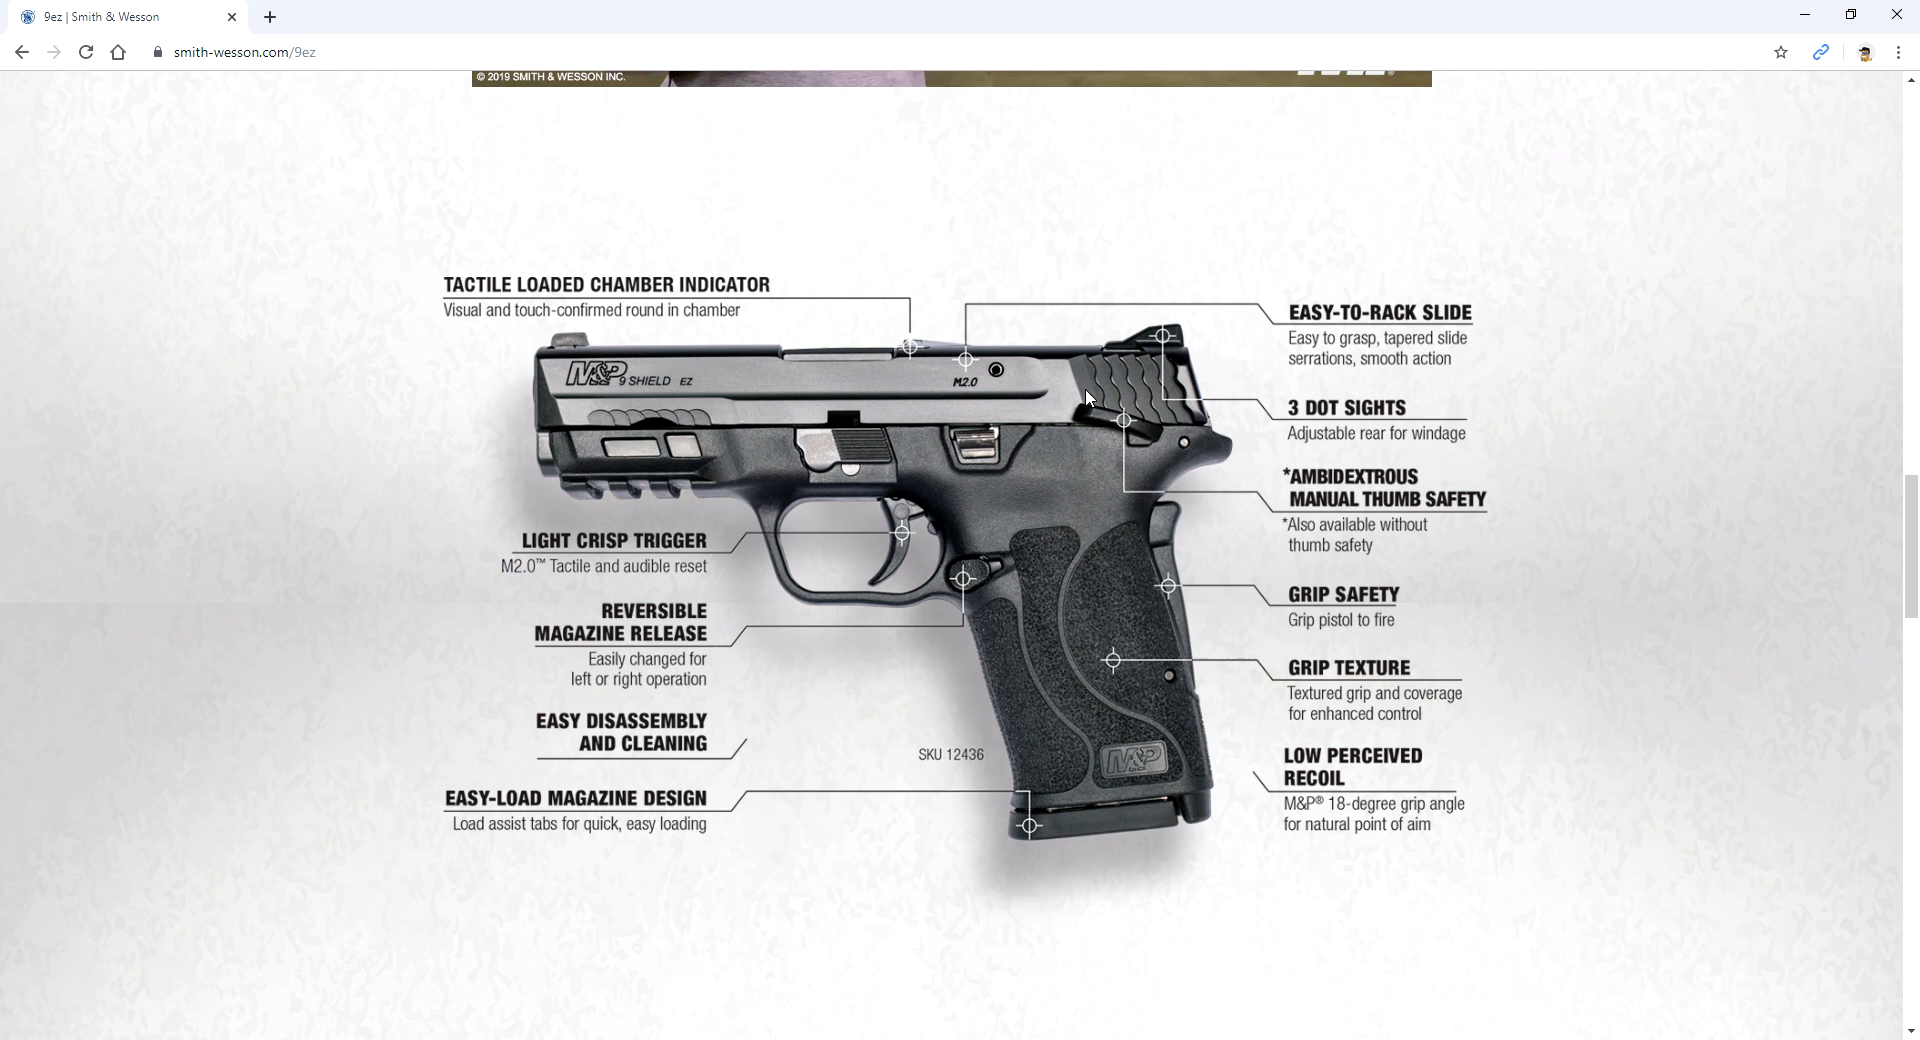 9ez | Smith & Wesson
smith-wesson.com/9ez
© 2019 SMITH & WESSON INC.
TACTILE LOADED CHAMBER INDICATOR
Visual and touch-confirmed round in chamber
EASY-TO-RACK SLIDE
Easy to grasp, tapered slide
serrations, smooth action
M&P 9 SHIELD EZ
M2.0
3 DOT SIGHTS
Adjustable rear for windage
*AMBIDEXTROUS
MANUAL THUMB SAFETY
*Also available without
thumb safety
LIGHT CRISP TRIGGER
M2.0™ Tactile and audible reset
GRIP SAFETY
Grip pistol to fire
REVERSIBLE
MAGAZINE RELEASE
Easily changed for
left or right operation
GRIP TEXTURE
Textured grip and coverage
for enhanced control
EASY DISASSEMBLY
AND CLEANING
SKU 12436
M&P
LOW PERCEIVED
RECOIL
M&P® 18-degree grip angle
for natural point of aim
EASY-LOAD MAGAZINE DESIGN
Load assist tabs for quick, easy loading